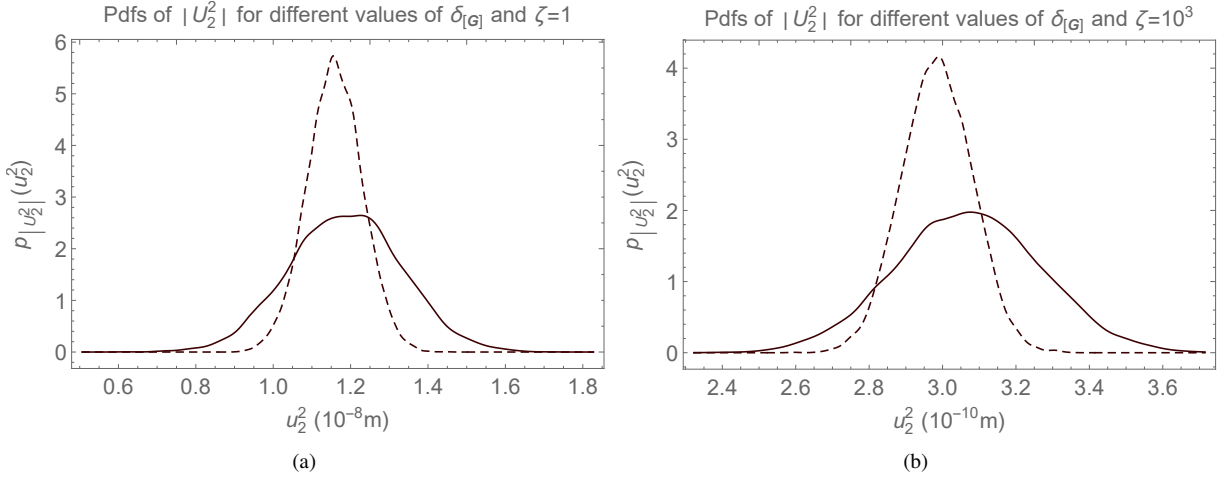 Pdfs of |U₂²| for different values of δ[G] and ζ=1
p|U₂²|(u₂²)
6
5
4
3
2
1
0
0.6 0.8 1.0 1.2 1.4 1.6 1.8
u₂² (10⁻⁸m)
(a)
Pdfs of |U₂²| for different values of δ[G] and ζ=10³
p|U₂²|(u₂²)
4
3
2
1
0
2.4 2.6 2.8 3.0 3.2 3.4 3.6
u₂² (10⁻¹⁰m)
(b)